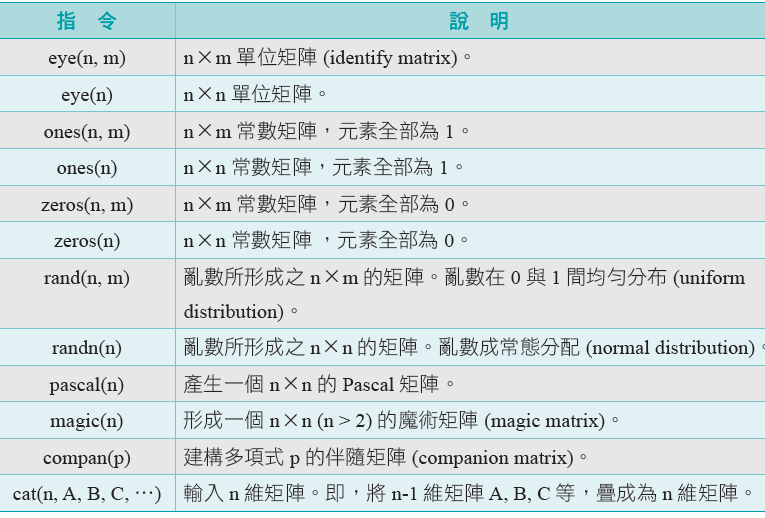 指令 說明
eye(n, m) n×m 單位矩陣 (identify matrix)。
eye(n) n×n 單位矩陣。
ones(n, m) n×m 常數矩陣，元素全部為 1。
ones(n) n×n 常數矩陣，元素全部為 1。
zeros(n, m) n×m 常數矩陣，元素全部為 0。
zeros(n) n×n 常數矩陣 ，元素全部為 0。
rand(n, m) 亂數所形成之 n×m 的矩陣。亂數在 0 與 1 間均勻分布 (uniform
distribution)。
randn(n) 亂數所形成之 n×n 的矩陣。亂數成常態分配 (normal distribution)。
pascal(n) 產生一個 n×n 的 Pascal 矩陣。
magic(n) 形成一個 n×n (n > 2) 的魔術矩陣 (magic matrix)。
compan(p) 建構多項式 p 的伴隨矩陣 (companion matrix)。
cat(n, A, B, C, ⋯) 輸入 n 維矩陣。即，將 n-1 維矩陣 A, B, C 等，疊成為 n 維矩陣。